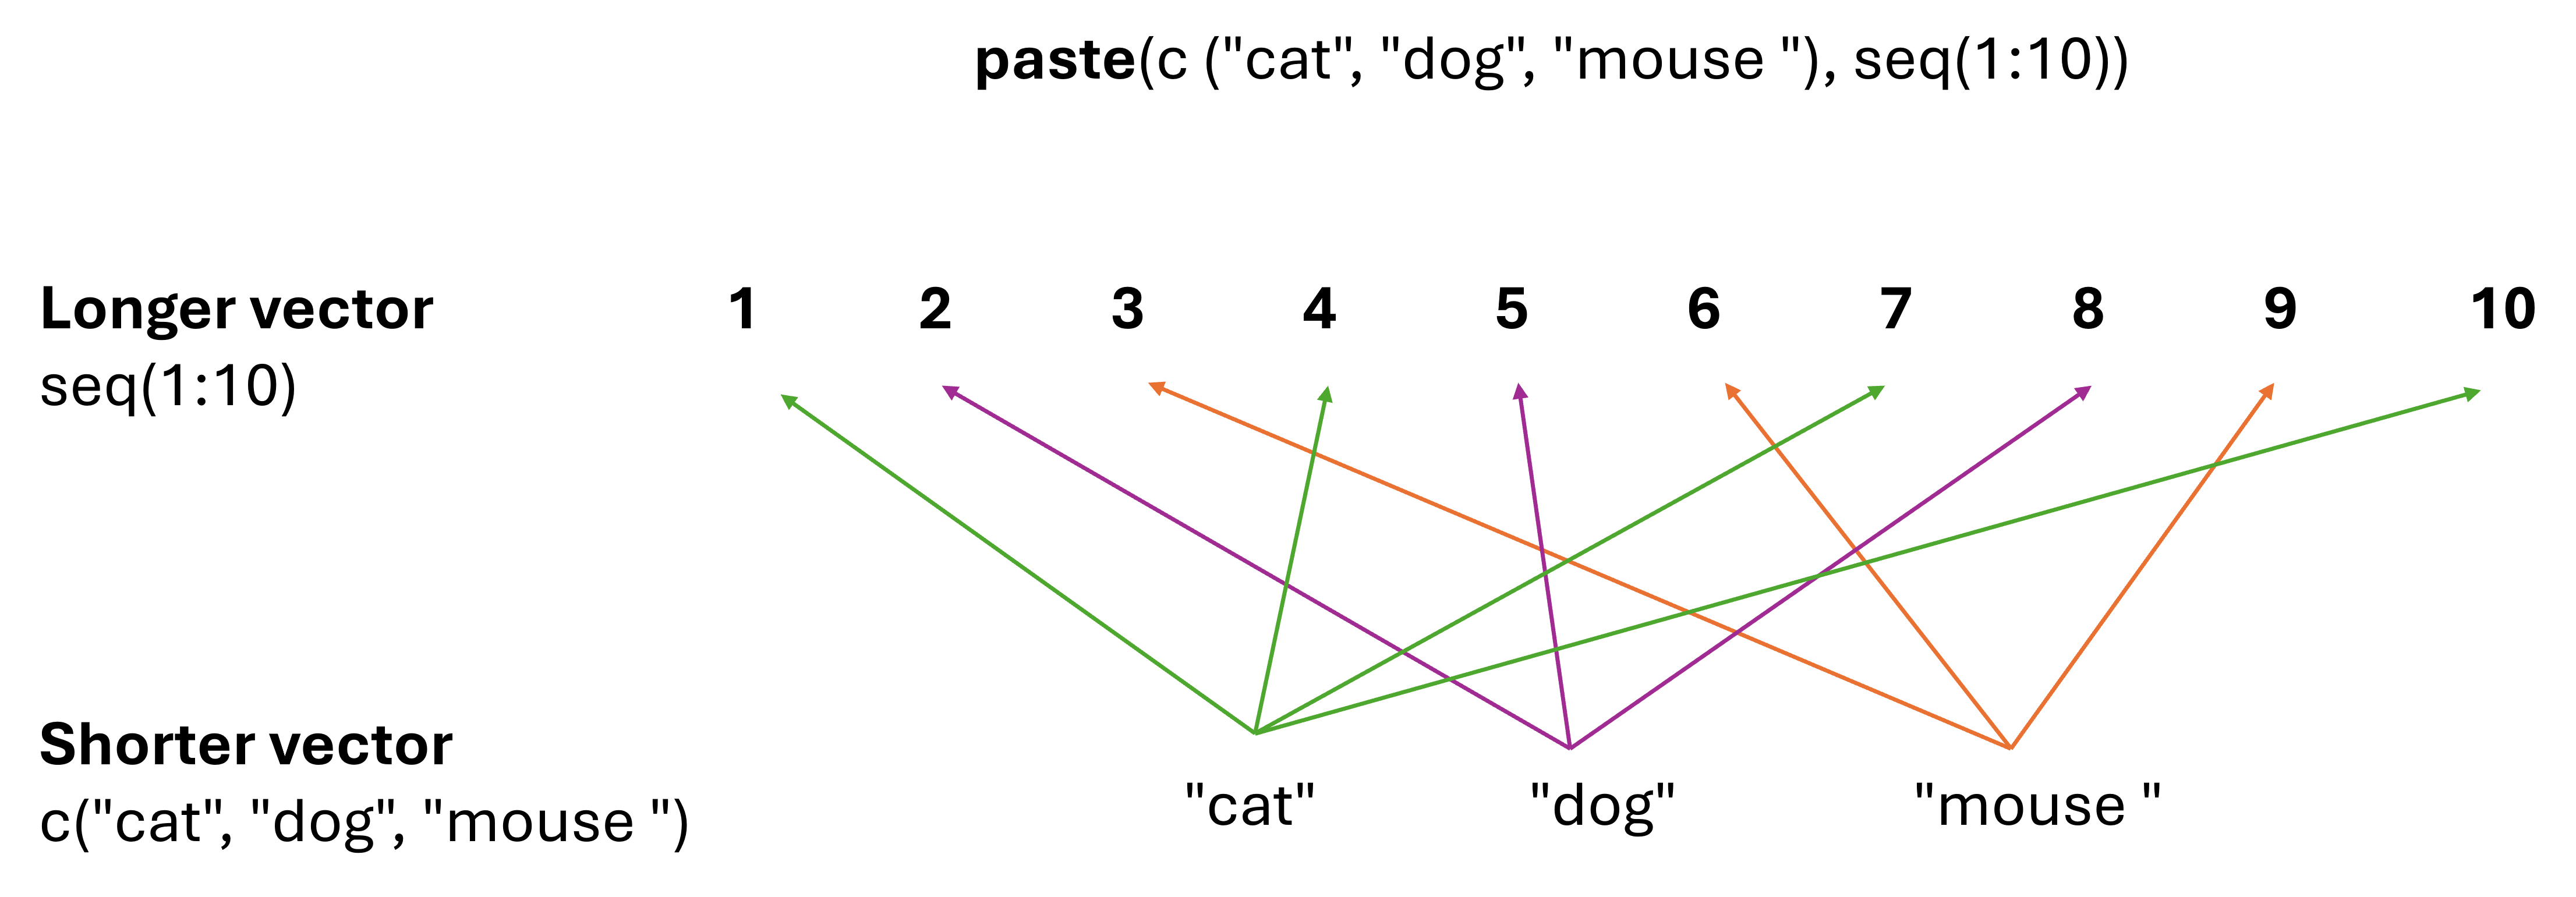 paste(c ("cat", "dog", "mouse "), seq(1:10))
Longer vector 1 2 3 4 5 6 7 8 9 10
seq(1:10)
Shorter vector
c("cat", "dog", "mouse ") "cat" "dog" "mouse "